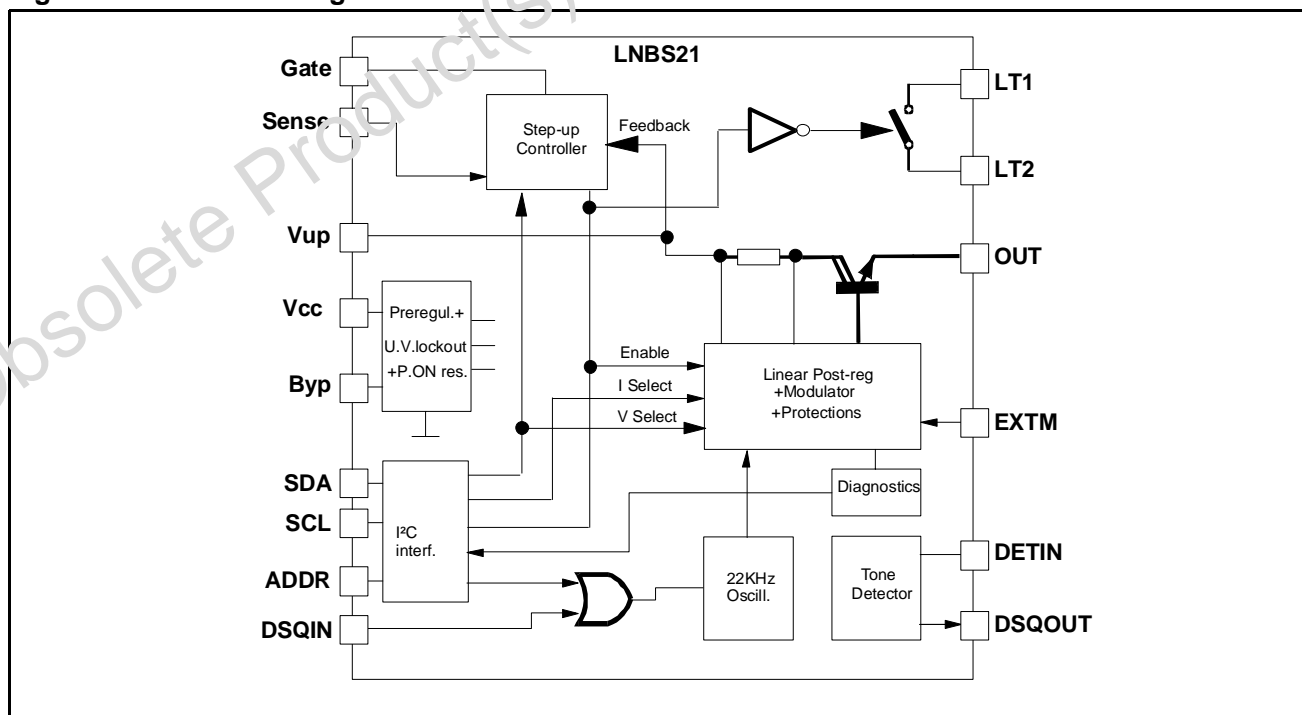 LNBS21
Gate
Sense
Vup
Vcc
Byp
SDA
SCL
ADDR
DSQIN
Step-up
Controller
Feedback
Preregul.+
U.V.lockout
+P.ON res.
Enable
I Select
V Select
Linear Post-reg
+Modulator
+Protections
Diagnostics
I²C
interf.
22KHz
Oscill.
Tone
Detector
LT1
LT2
OUT
EXTM
DETIN
DSQOUT
Obsolete Product(s)